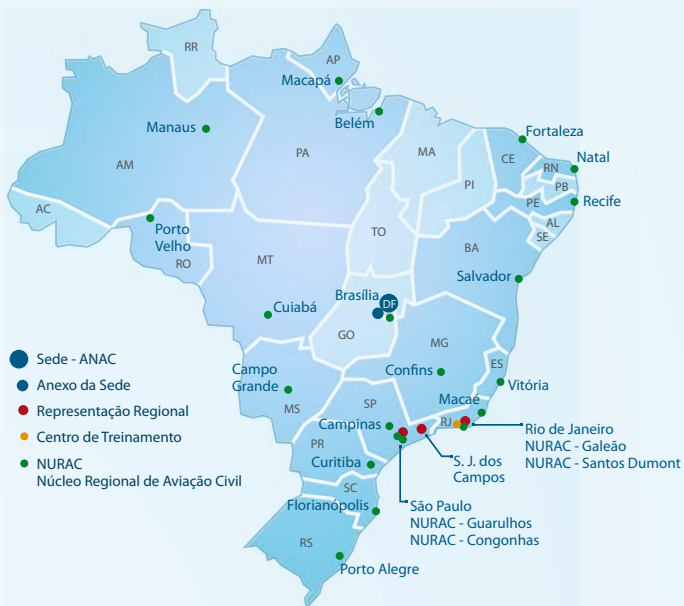 RR
AP
Macapá
Belém
Manaus
Fortaleza
PA
MA
CE
Natal
RN
AM
PI
PB
PE
Recife
AC
AL
Porto
Velho
TO
SE
RO
MT
BA
Salvador
Brasília
DF
Cuiabá
GO
MG
Sede - ANAC
Campo
Grande
Confins
ES
Anexo da Sede
Vitória
Representação Regional
MS
SP
Macaé
Centro de Treinamento
Campinas
RJ
Rio de Janeiro
NURAC - Galeão
NURAC - Santos Dumont
PR
NURAC
Núcleo Regional de Aviação Civil
Curitiba
S. J. dos
Campos
SC
Florianópolis
São Paulo
NURAC - Guarulhos
NURAC - Congonhas
RS
Porto Alegre